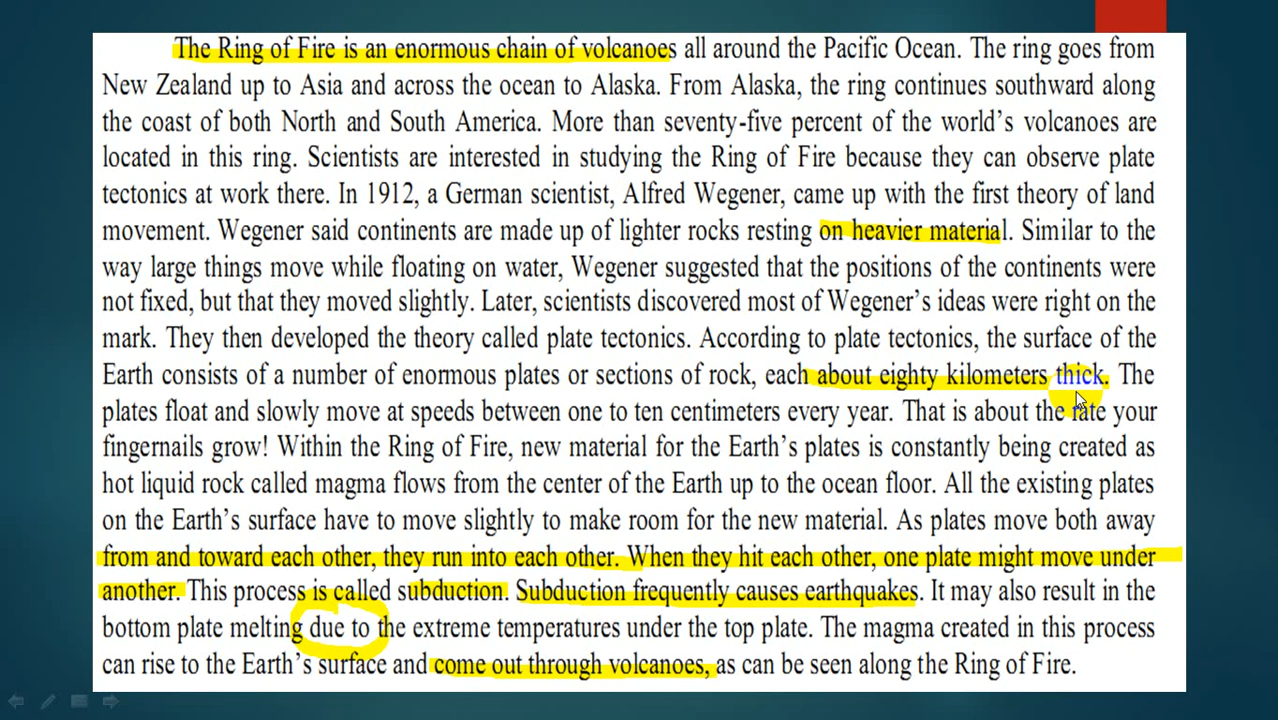 The Ring of Fire is an enormous chain of volcanoes all around the Pacific Ocean. The ring goes from
New Zealand up to Asia and across the ocean to Alaska. From Alaska, the ring continues southward along
the coast of both North and South America. More than seventy-five percent of the world's volcanoes are
located in this ring. Scientists are interested in studying the Ring of Fire because they can observe plate
tectonics at work there. In 1912, a German scientist, Alfred Wegener, came up with the first theory of land
movement. Wegener said continents are made up of lighter rocks resting on heavier material. Similar to the
way large things move while floating on water, Wegener suggested that the positions of the continents were
not fixed, but that they moved slightly. Later, scientists discovered most of Wegener's ideas were right on the
mark. They then developed the theory called plate tectonics. According to plate tectonics, the surface of the
Earth consists of a number of enormous plates or sections of rock, each about eighty kilometers thick. The
plates float and slowly move at speeds between one to ten centimeters every year. That is about the rate your
fingernails grow! Within the Ring of Fire, new material for the Earth's plates is constantly being created as
hot liquid rock called magma flows from the center of the Earth up to the ocean floor. All the existing plates
on the Earth's surface have to move slightly to make room for the new material. As plates move both away
from and toward each other, they run into each other. When they hit each other, one plate might move under
another. This process is called subduction. Subduction frequently causes earthquakes. It may also result in the
bottom plate melting due to the extreme temperatures under the top plate. The magma created in this process
can rise to the Earth's surface and come out through volcanoes, as can be seen along the Ring of Fire.